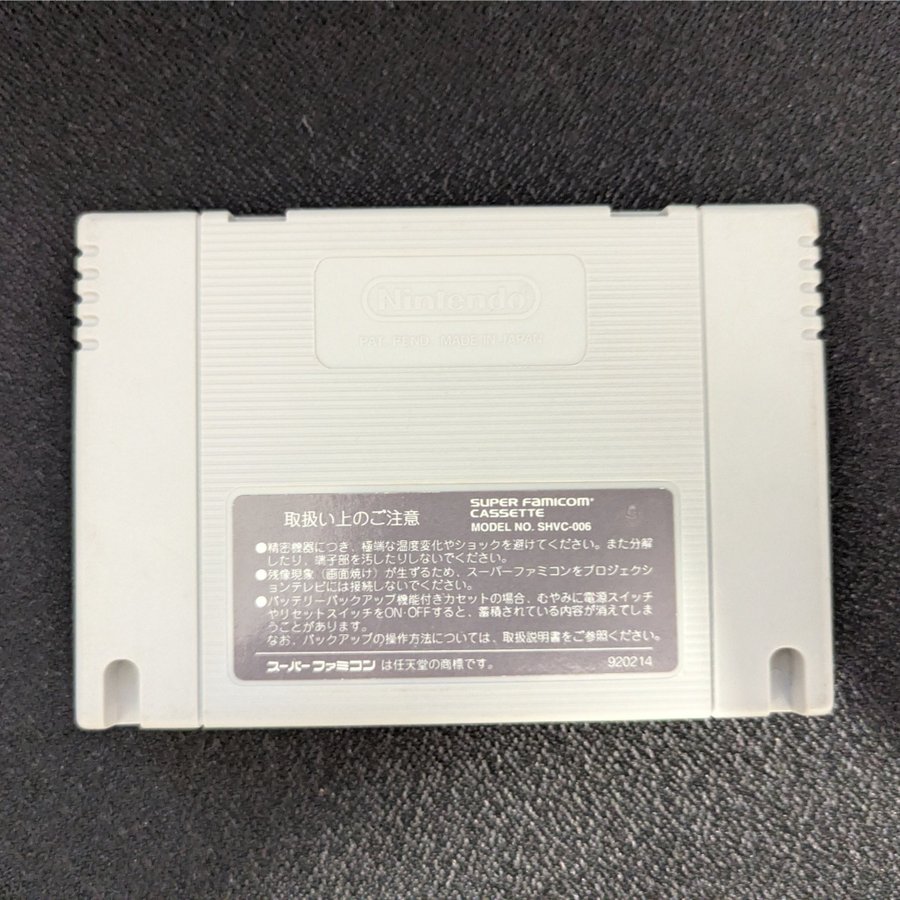 Nintendo®
PAT. PEND. MADE IN JAPAN
取扱い上のご注意
SUPER FAMICOM®
CASSETTE
MODEL NO. SHVC-006
●精密機器につき、極端な温度変化やショックを避けてください。また分解
したり、端子部を汚したりしないでください。
●残像現象（画面焼け）が生ずるため、スーパーファミコンをプロジェクシ
ョンテレビには接続しないでください。
●バッテリーバックアップ機能付きカセットの場合、むやみに電源スイッチ
やリセットスイッチをON・OFFすると、蓄積されている内容が消えてしま
うことがあります。
なお、バックアップの操作方法については、取扱説明書をご参照ください。
スーパーファミコン は任天堂の商標です。
920214